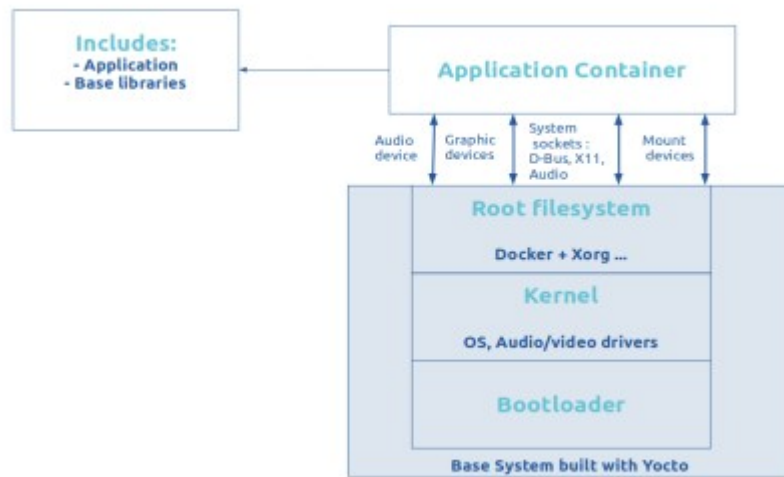 Includes:
- Application
- Base libraries
Application Container
Audio
device
Graphic
devices
System
sockets :
D-Bus, X11,
Audio
Mount
devices
Root filesystem
Docker + Xorg ...
Kernel
OS, Audio/video drivers
Bootloader
Base System built with Yocto